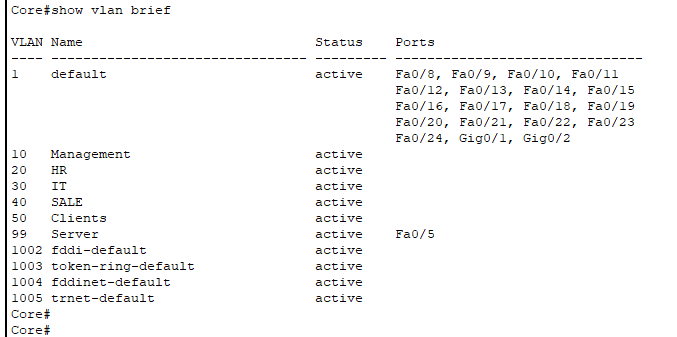 Core#show vlan brief
VLAN Name                             Status    Ports
---- -------------------------------- --------- -------------------------------
1    default                          active    Fa0/8, Fa0/9, Fa0/10, Fa0/11
                                                Fa0/12, Fa0/13, Fa0/14, Fa0/15
                                                Fa0/16, Fa0/17, Fa0/18, Fa0/19
                                                Fa0/20, Fa0/21, Fa0/22, Fa0/23
                                                Fa0/24, Gig0/1, Gig0/2
10   Management                       active
20   HR                               active
30   IT                               active
40   SALE                             active
50   Clients                          active
99   Server                           active    Fa0/5
1002 fddi-default                     active
1003 token-ring-default               active
1004 fddinet-default                  active
1005 trnet-default                    active
Core#
Core#